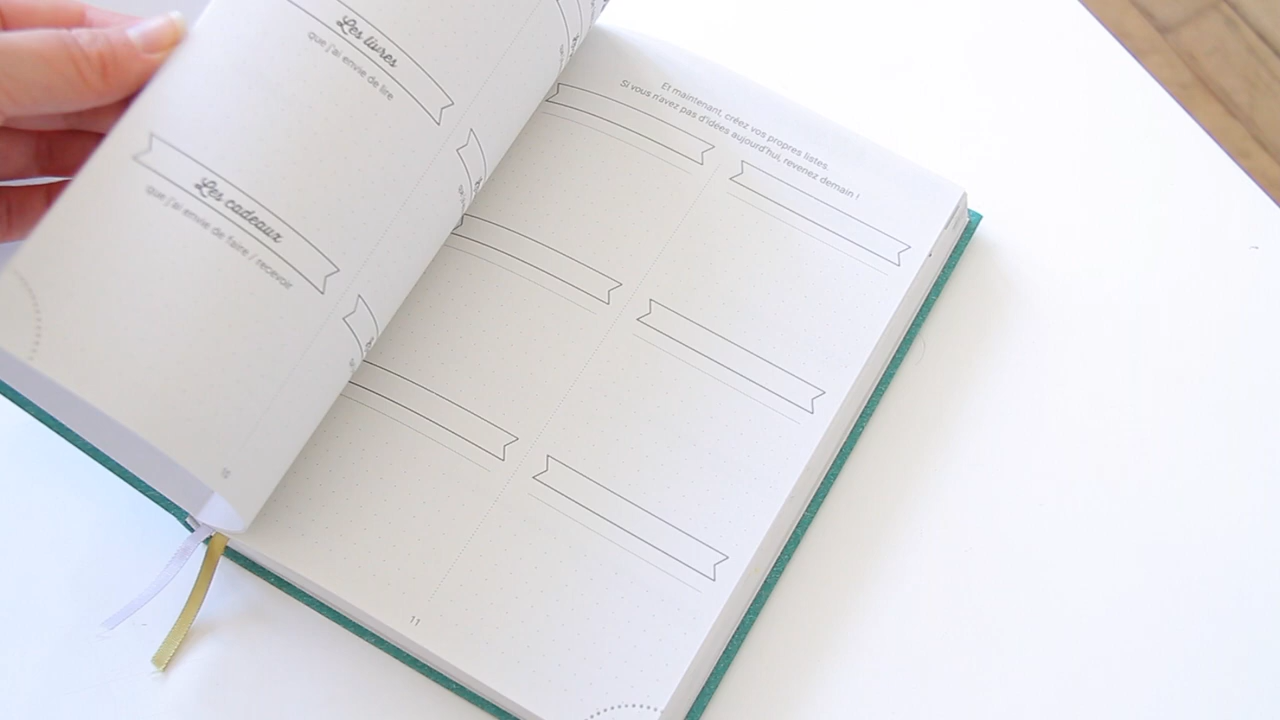 Les livres
que j'ai envie de lire
Les cadeaux
que j'ai envie de faire / recevoir
Et maintenant, créez vos propres listes.
Si vous n'avez pas d'idées aujourd'hui, revenez demain !
11